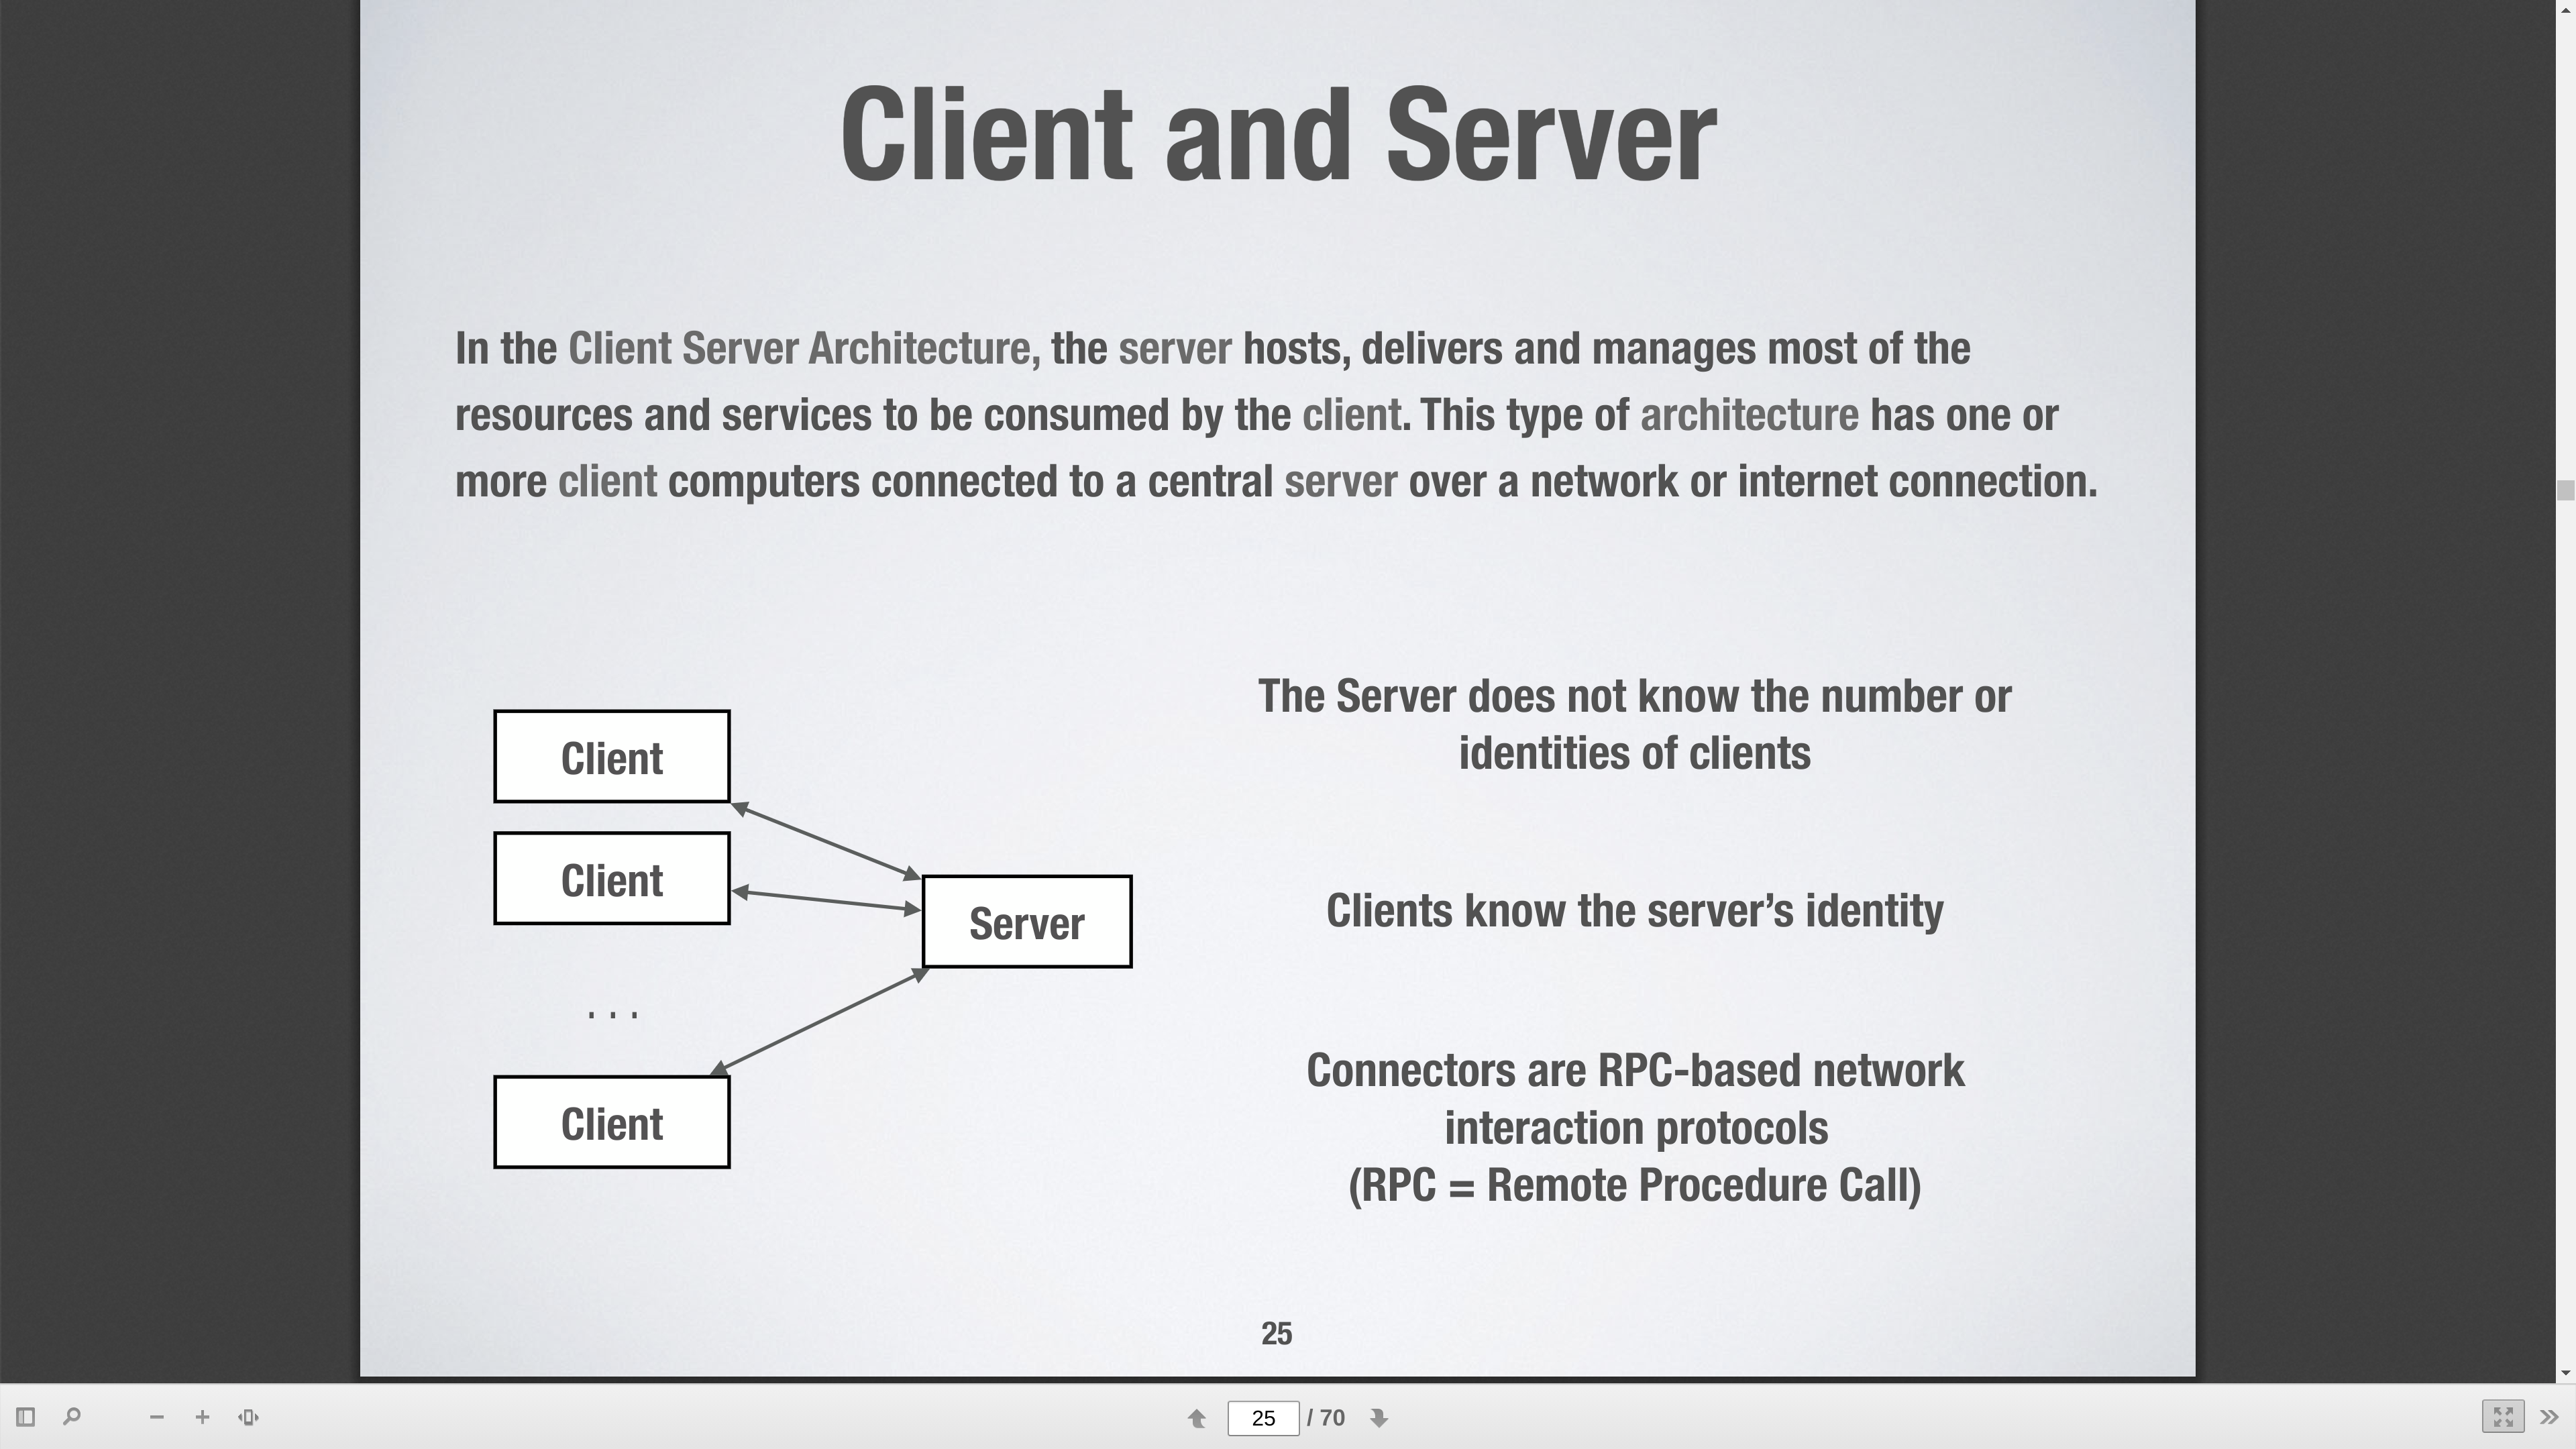 Client and Server
In the Client Server Architecture, the server hosts, delivers and manages most of the
resources and services to be consumed by the client. This type of architecture has one or
more client computers connected to a central server over a network or internet connection.
Client
Client
. . .
Client
Server
The Server does not know the number or
identities of clients
Clients know the server’s identity
Connectors are RPC-based network
interaction protocols
(RPC = Remote Procedure Call)
25
25 / 70